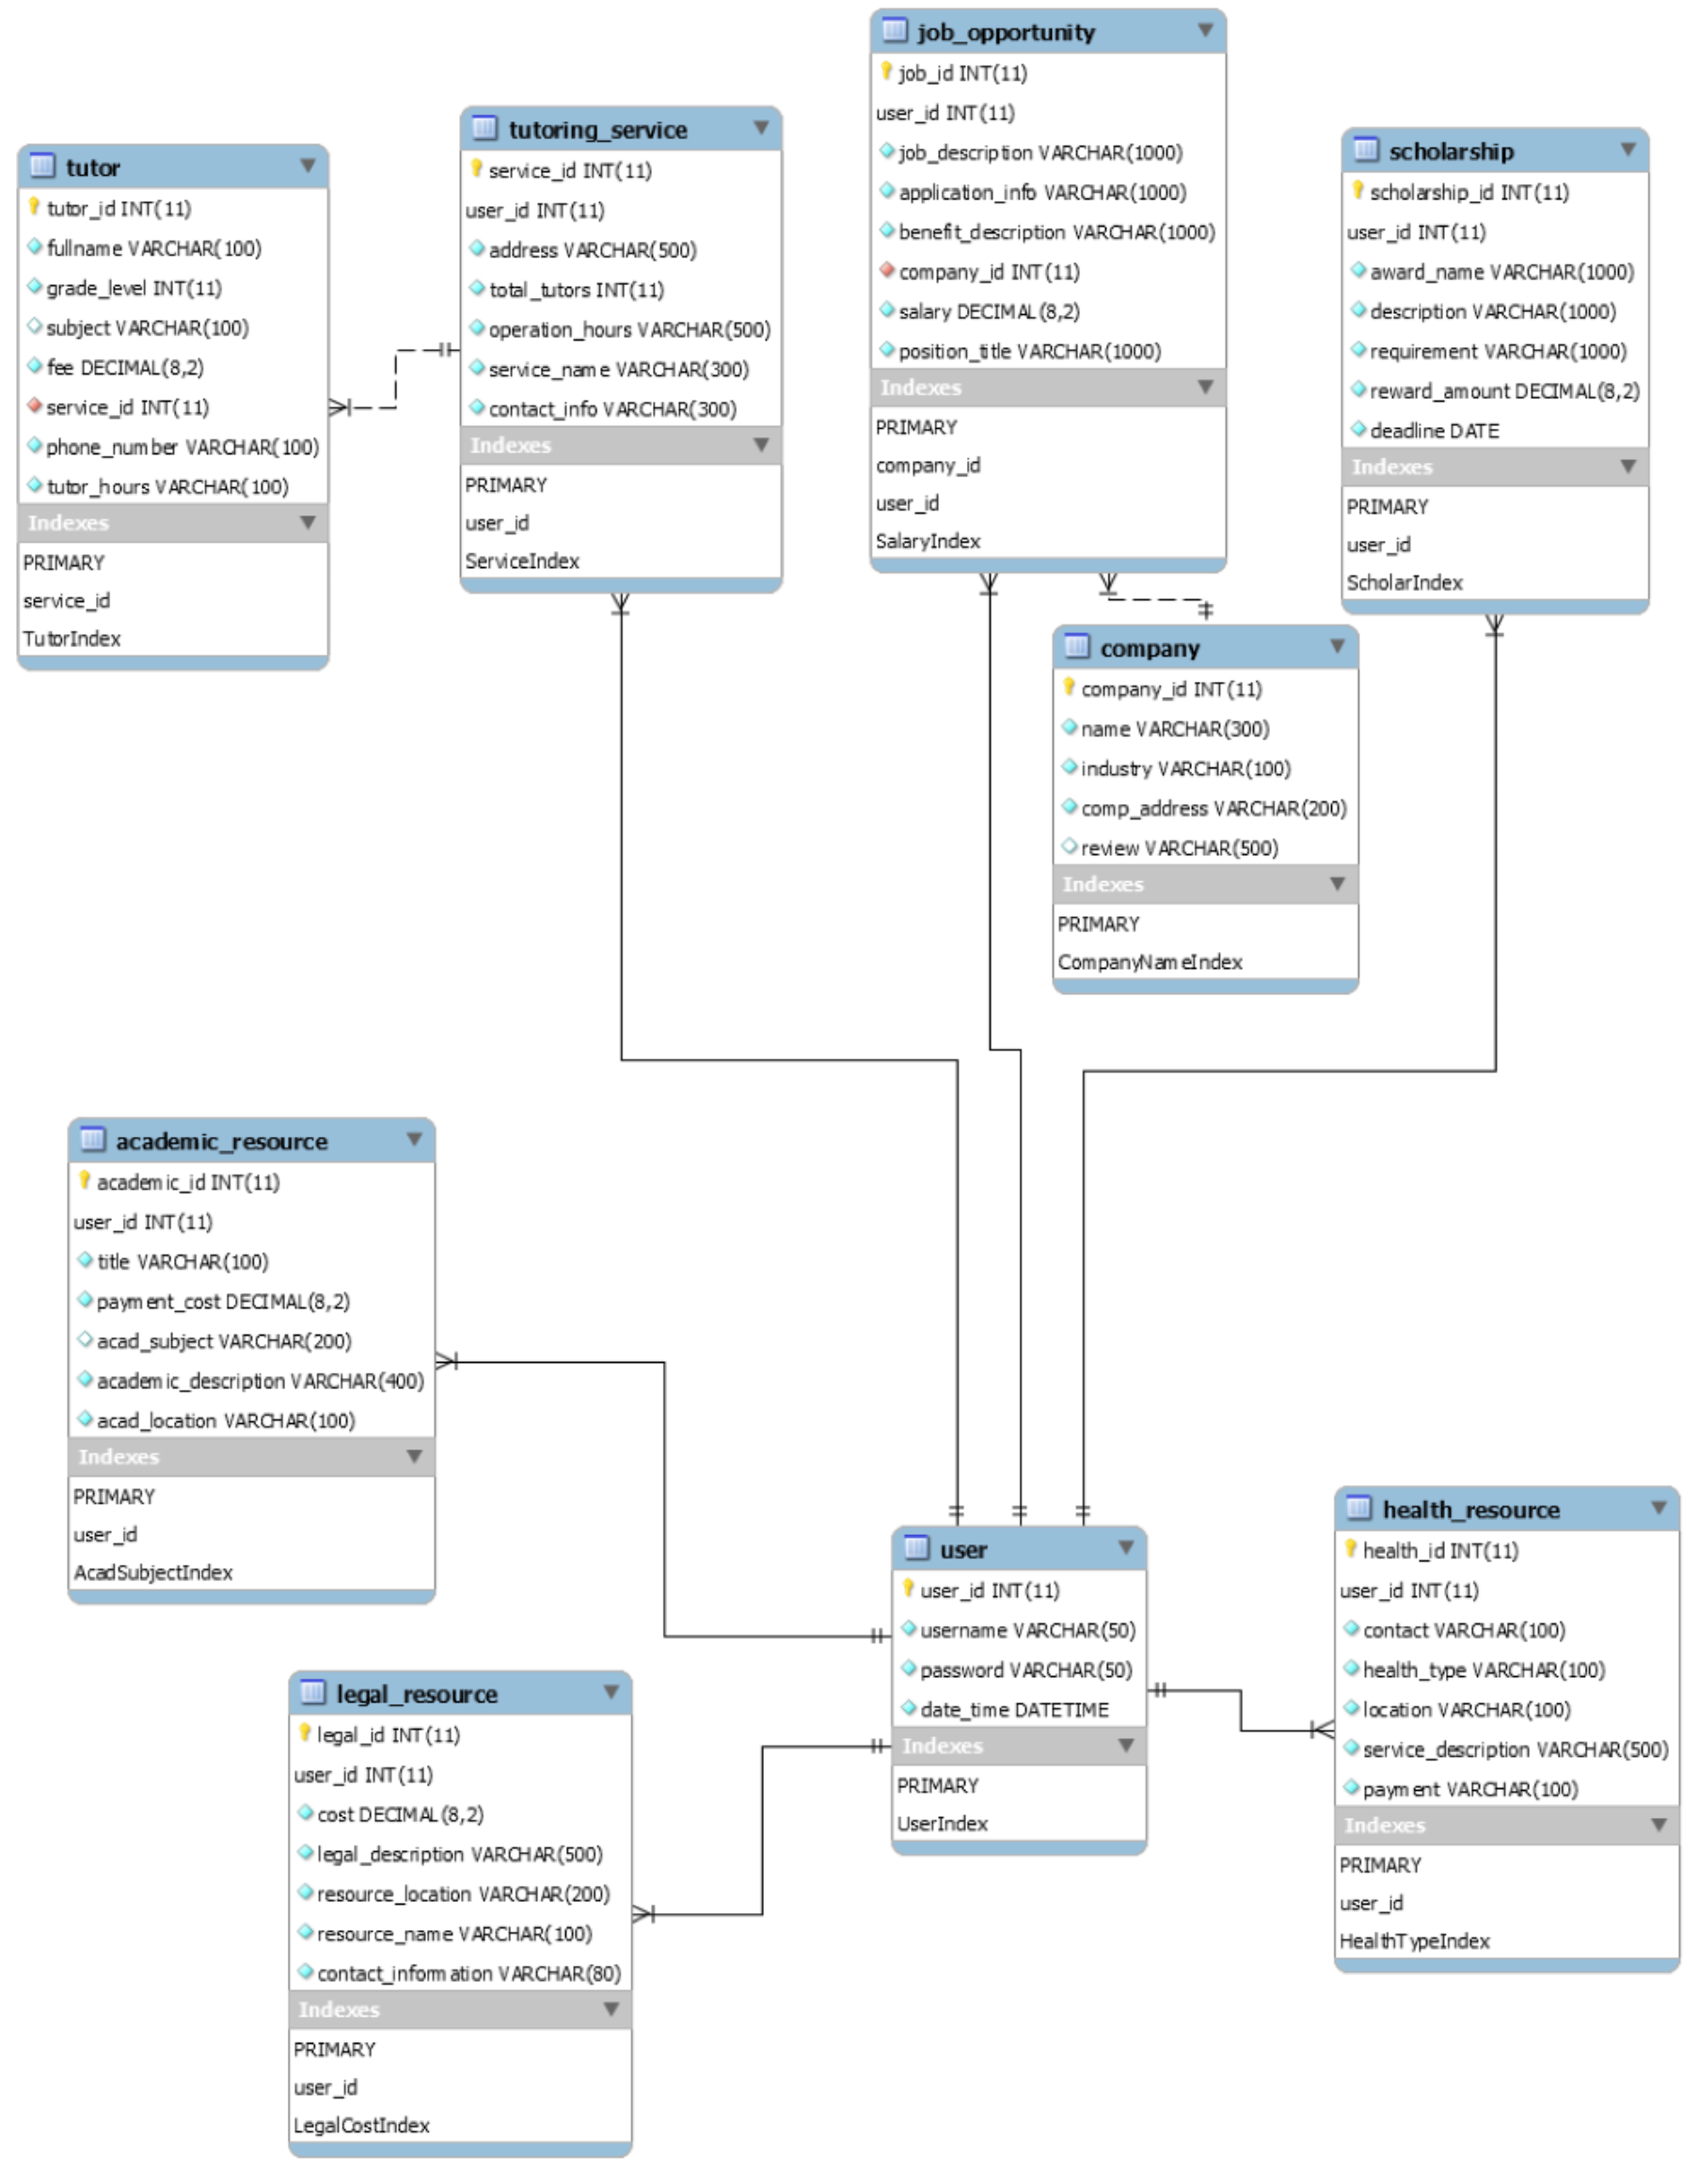 job_opportunity
job_id INT(11)
user_id INT(11)
job_description VARCHAR(1000)
application_info VARCHAR(1000)
benefit_description VARCHAR(1000)
company_id INT(11)
salary DECIMAL(8,2)
position_title VARCHAR(1000)
Indexes
PRIMARY
company_id
user_id
SalaryIndex
tutoring_service
service_id INT(11)
user_id INT(11)
address VARCHAR(500)
total_tutors INT(11)
operation_hours VARCHAR(500)
service_name VARCHAR(300)
contact_info VARCHAR(300)
Indexes
PRIMARY
user_id
ServiceIndex
scholarship
scholarship_id INT(11)
user_id INT(11)
award_name VARCHAR(1000)
description VARCHAR(1000)
requirement VARCHAR(1000)
reward_amount DECIMAL(8,2)
deadline DATE
Indexes
PRIMARY
user_id
ScholarIndex
tutor
tutor_id INT(11)
fullname VARCHAR(100)
grade_level INT(11)
subject VARCHAR(100)
fee DECIMAL(8,2)
service_id INT(11)
phone_number VARCHAR(100)
tutor_hours VARCHAR(100)
Indexes
PRIMARY
service_id
TutorIndex
company
company_id INT(11)
name VARCHAR(300)
industry VARCHAR(100)
comp_address VARCHAR(200)
review VARCHAR(500)
Indexes
PRIMARY
CompanyNameIndex
academic_resource
academic_id INT(11)
user_id INT(11)
title VARCHAR(100)
payment_cost DECIMAL(8,2)
acad_subject VARCHAR(200)
academic_description VARCHAR(400)
acad_location VARCHAR(100)
Indexes
PRIMARY
user_id
AcadSubjectIndex
health_resource
health_id INT(11)
user_id INT(11)
contact VARCHAR(100)
health_type VARCHAR(100)
location VARCHAR(100)
service_description VARCHAR(500)
payment VARCHAR(100)
Indexes
PRIMARY
user_id
HealthTypeIndex
user
user_id INT(11)
username VARCHAR(50)
password VARCHAR(50)
date_time DATETIME
Indexes
PRIMARY
UserIndex
legal_resource
legal_id INT(11)
user_id INT(11)
cost DECIMAL(8,2)
legal_description VARCHAR(500)
resource_location VARCHAR(200)
resource_name VARCHAR(100)
contact_information VARCHAR(80)
Indexes
PRIMARY
user_id
LegalCostIndex